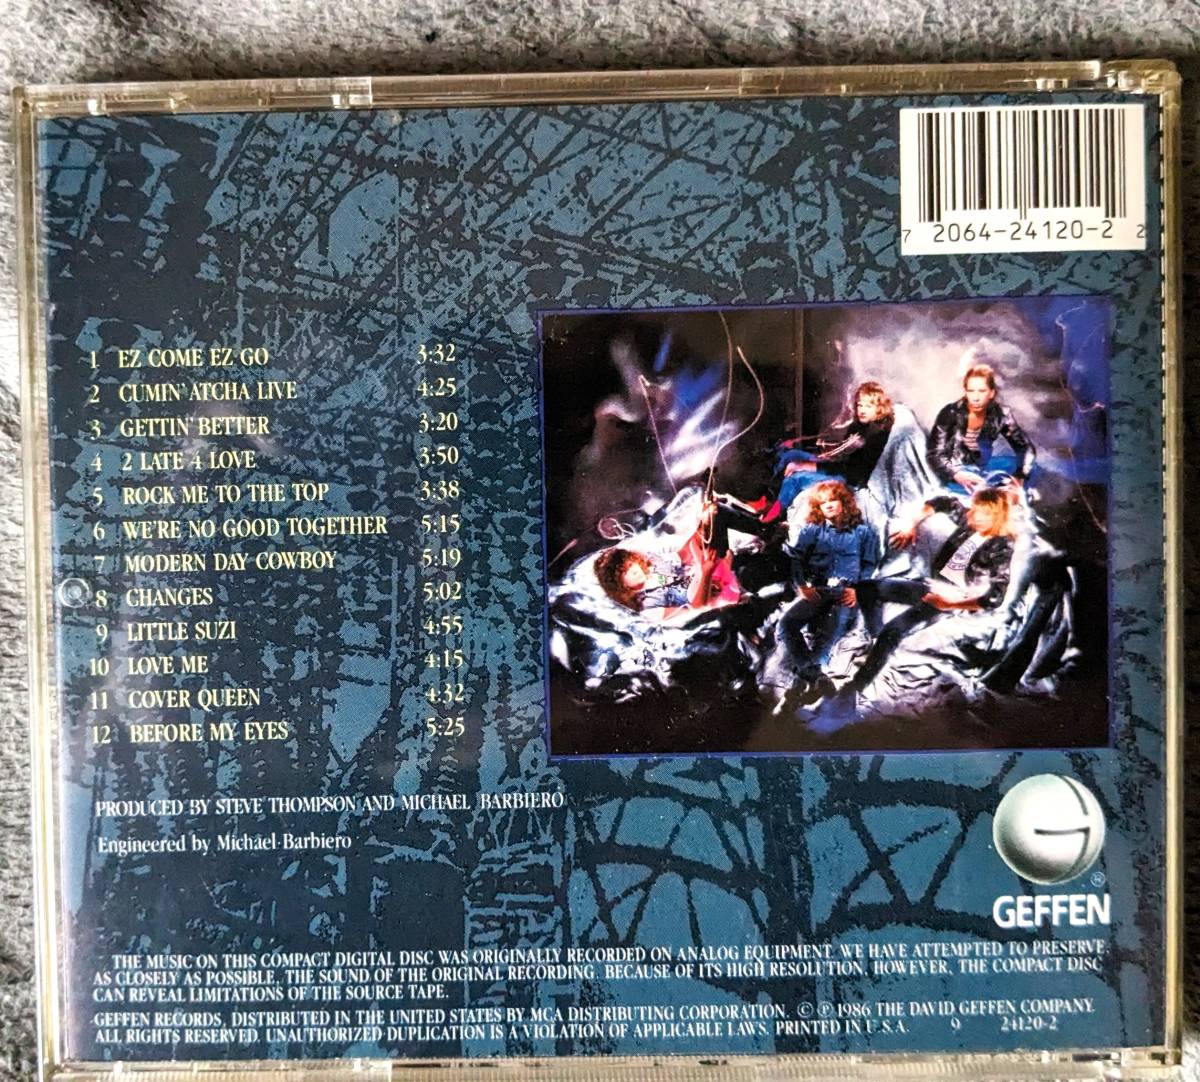 7 2064-24120-2 2
1 EZ COME EZ GO 3:32
2 CUMIN' ATCHA LIVE 4:25
3 GETTIN' BETTER 3:20
4 2 LATE 4 LOVE 3:50
5 ROCK ME TO THE TOP 3:38
6 WE'RE NO GOOD TOGETHER 5:15
7 MODERN DAY COWBOY 5:19
8 CHANGES 5:02
9 LITTLE SUZI 4:55
10 LOVE ME 4:15
11 COVER QUEEN 4:32
12 BEFORE MY EYES 5:25
PRODUCED BY STEVE THOMPSON AND MICHAEL BARBIERO
Engineered by Michael Barbiero
®
GEFFEN
THE MUSIC ON THIS COMPACT DIGITAL DISC WAS ORIGINALLY RECORDED ON ANALOG EQUIPMENT. WE HAVE ATTEMPTED TO PRESERVE,
AS CLOSELY AS POSSIBLE, THE SOUND OF THE ORIGINAL RECORDING. BECAUSE OF ITS HIGH RESOLUTION, HOWEVER, THE COMPACT DISC
CAN REVEAL LIMITATIONS OF THE SOURCE TAPE.
GEFFEN RECORDS, DISTRIBUTED IN THE UNITED STATES BY MCA DISTRIBUTING CORPORATION. © ℗ 1986 THE DAVID GEFFEN COMPANY.
ALL RIGHTS RESERVED. UNAUTHORIZED DUPLICATION IS A VIOLATION OF APPLICABLE LAWS. PRINTED IN U.S.A. 9 24120-2